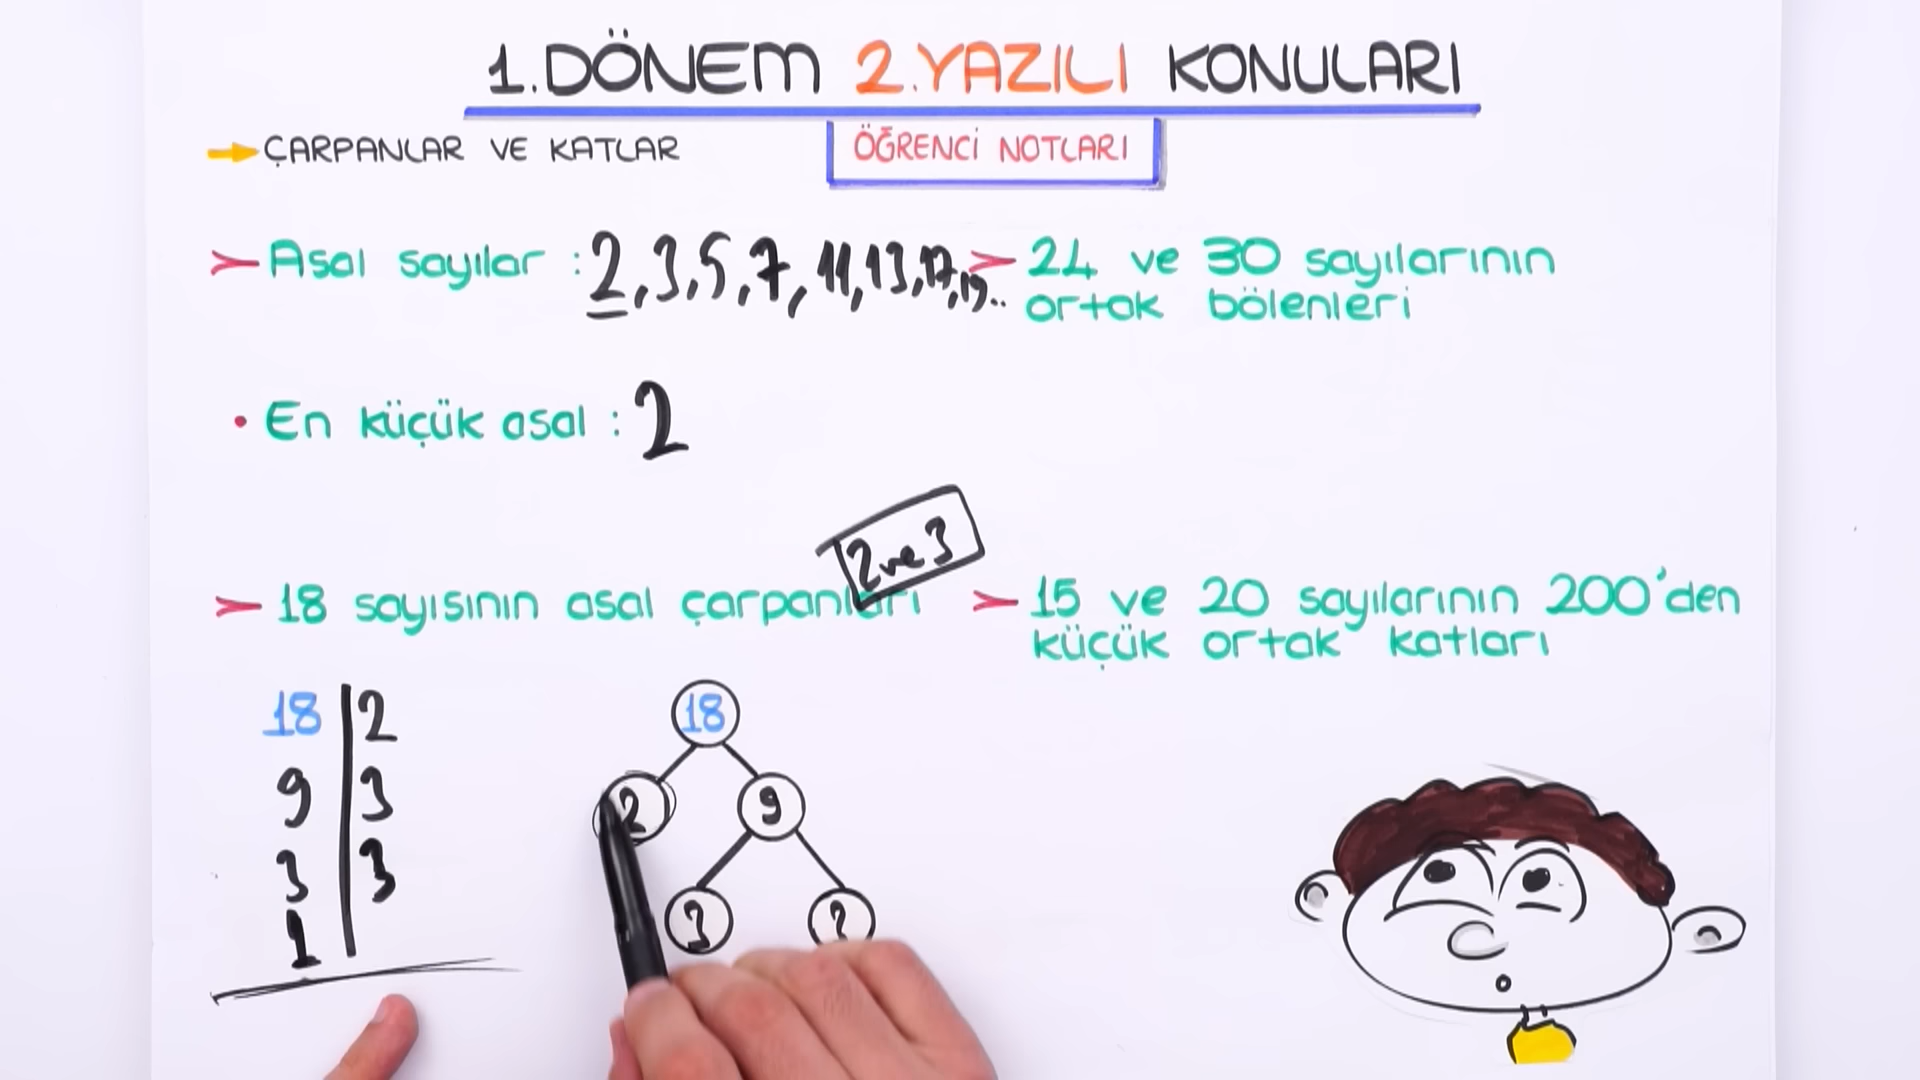 1.DÖNEM 2.YAZILI KONULARI
ÇARPANLAR VE KATLAR
ÖĞRENCİ NOTLARI
Asal sayılar : 2,3,5,7,11,13,17,19..
En küçük asal : 2
18 sayısının asal çarpanları
2 ve 3
18 2
9 3
3 3
1
18
2 9
3
24 ve 30 sayılarının
ortak bölenleri
15 ve 20 sayılarının 200'den
küçük ortak katları